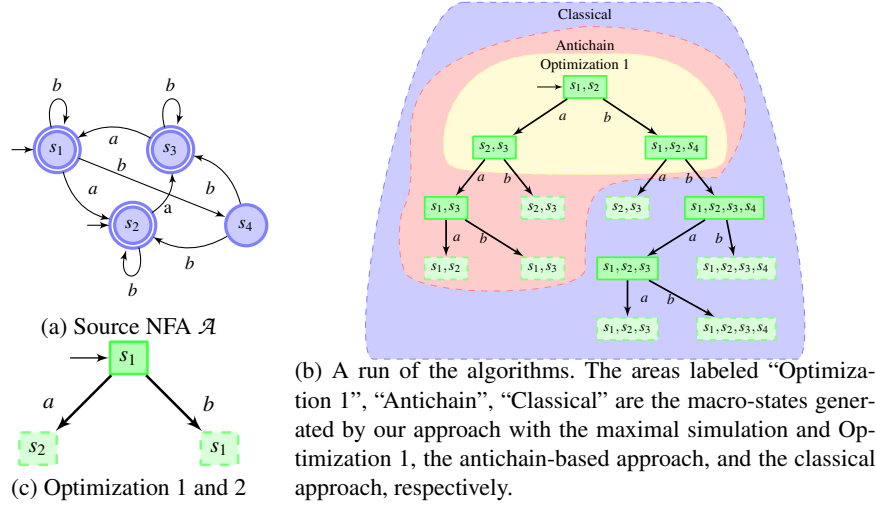 b
b
s1
s3
a
b
a
a
b
s2
s4
b
b
(a) Source NFA 𝒜
s1
a
b
s2
s1
(c) Optimization 1 and 2
Classical
Antichain
Optimization 1
s1, s2
a
b
s2, s3
s1, s2, s4
a
b
a
b
s1, s3
s2, s3
s2, s3
s1, s2, s3, s4
a
b
a
b
s1, s2
s1, s3
s1, s2, s3
s1, s2, s3, s4
a
b
s1, s2, s3
s1, s2, s3, s4
(b) A run of the algorithms. The areas labeled “Optimiza-
tion 1”, “Antichain”, “Classical” are the macro-states gener-
ated by our approach with the maximal simulation and Op-
timization 1, the antichain-based approach, and the classical
approach, respectively.